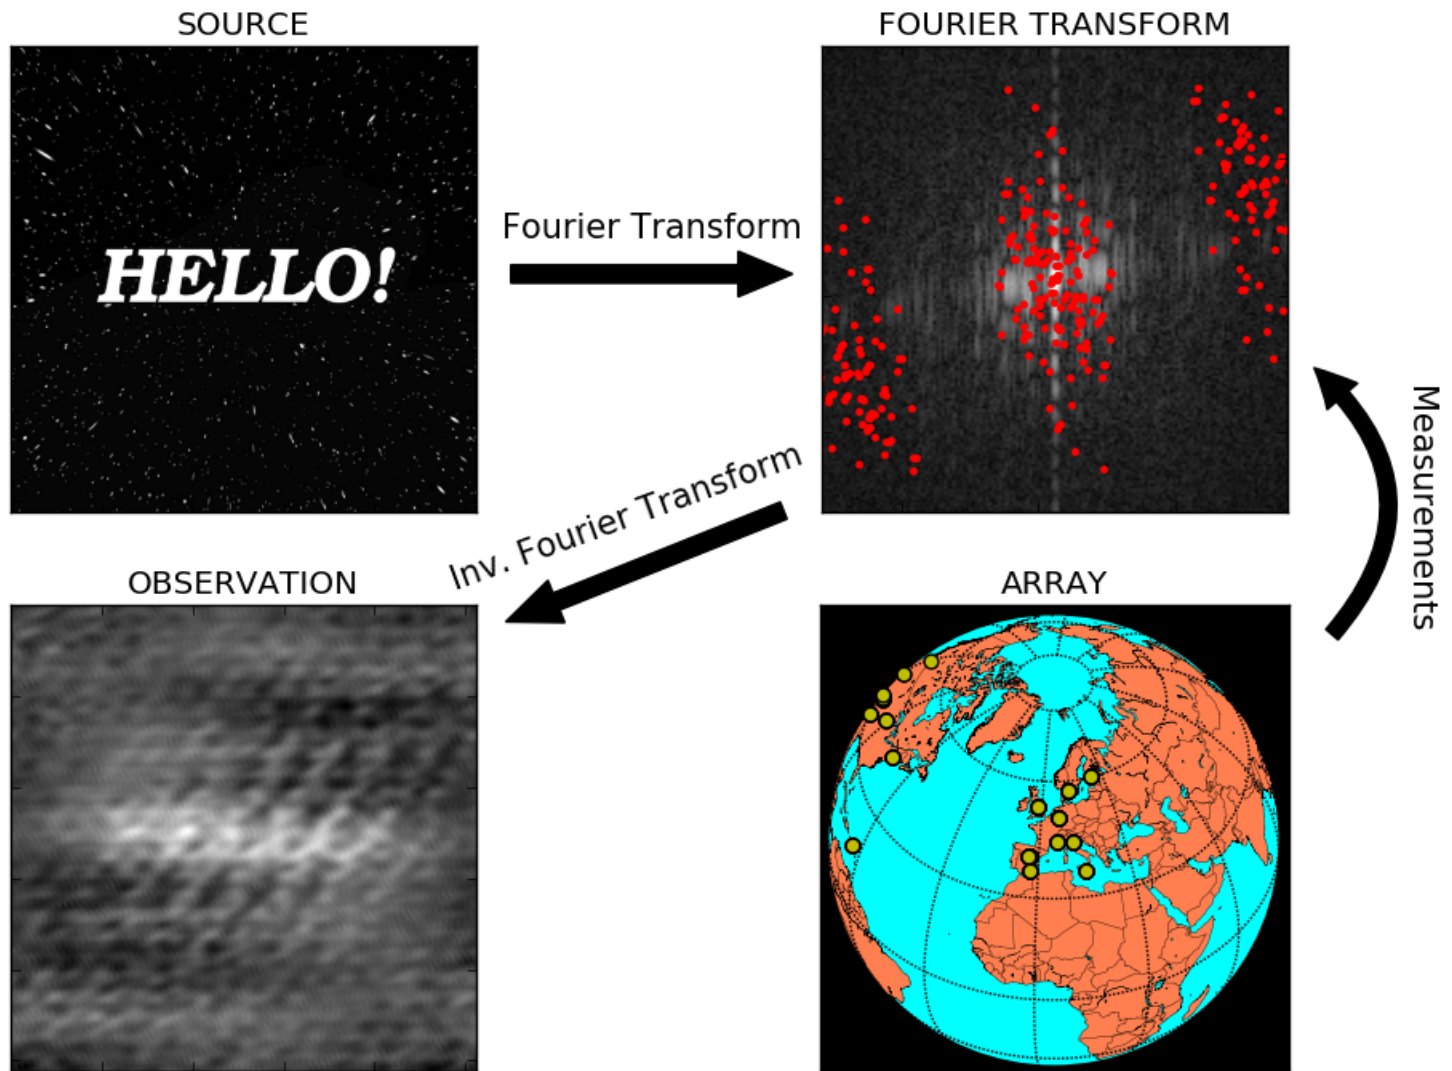 SOURCE
FOURIER TRANSFORM
HELLO!
Fourier Transform
Inv. Fourier Transform
Measurements
OBSERVATION
ARRAY